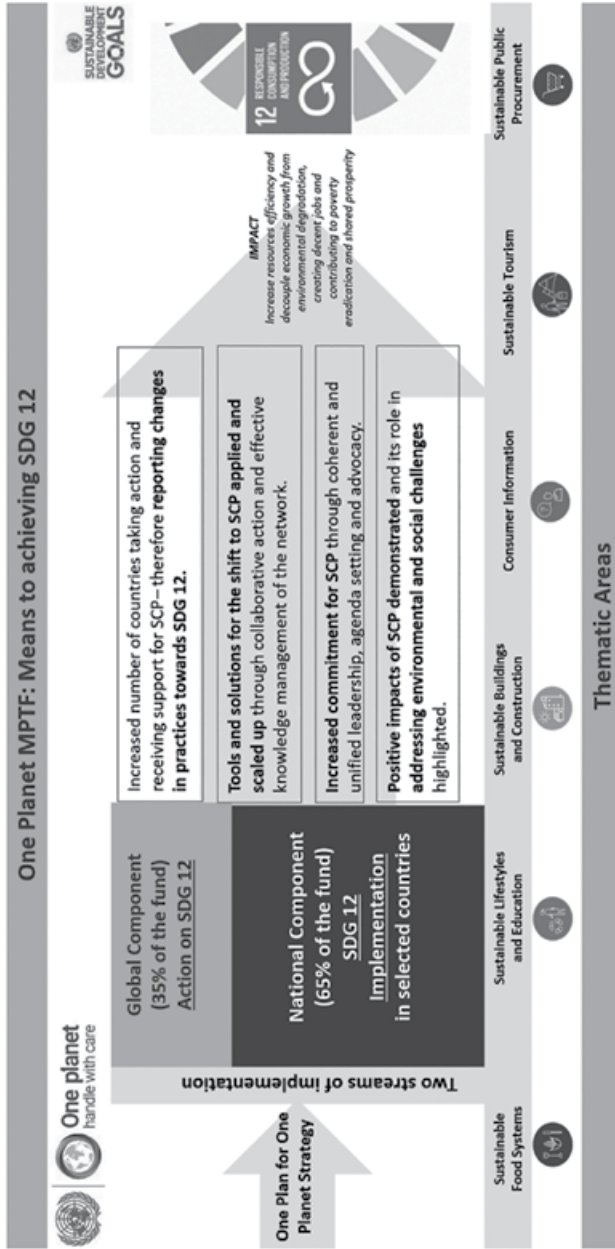 One Planet MPTF: Means to achieving SDG 12
One planet
handle with care
SUSTAINABLE
DEVELOPMENT
GOALS
One Plan for One
Planet Strategy
Two streams of implementation
Global Component
(35% of the fund)
Action on SDG 12
National Component
(65% of the fund)
SDG 12
Implementation
in selected countries
Increased number of countries taking action and
receiving support for SCP – therefore reporting changes
in practices towards SDG 12.
Tools and solutions for the shift to SCP applied and
scaled up through collaborative action and effective
knowledge management of the network.
Increased commitment for SCP through coherent and
unified leadership, agenda setting and advocacy.
Positive impacts of SCP demonstrated and its role in
addressing environmental and social challenges
highlighted.
IMPACT
Increase resources efficiency and
decouple economic growth from
environmental degradation,
creating decent jobs and
contributing to poverty
eradication and shared prosperity
12 RESPONSIBLE
CONSUMPTION
AND PRODUCTION
Sustainable
Food Systems
Sustainable Lifestyles
and Education
Sustainable Buildings
and Construction
Consumer Information
Sustainable Tourism
Sustainable Public
Procurement
Thematic Areas